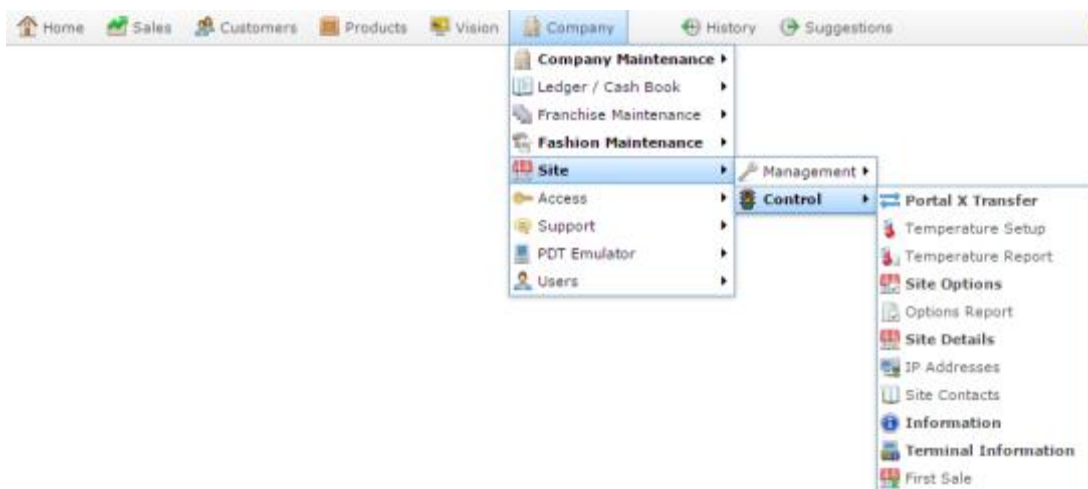 Home Sales Customers Products Vision Company History Suggestions
Company Maintenance
Ledger / Cash Book
Franchise Maintenance
Fashion Maintenance
Site
Access
Support
PDT Emulator
Users
Management
Control
Portal X Transfer
Temperature Setup
Temperature Report
Site Options
Options Report
Site Details
IP Addresses
Site Contacts
Information
Terminal Information
First Sale